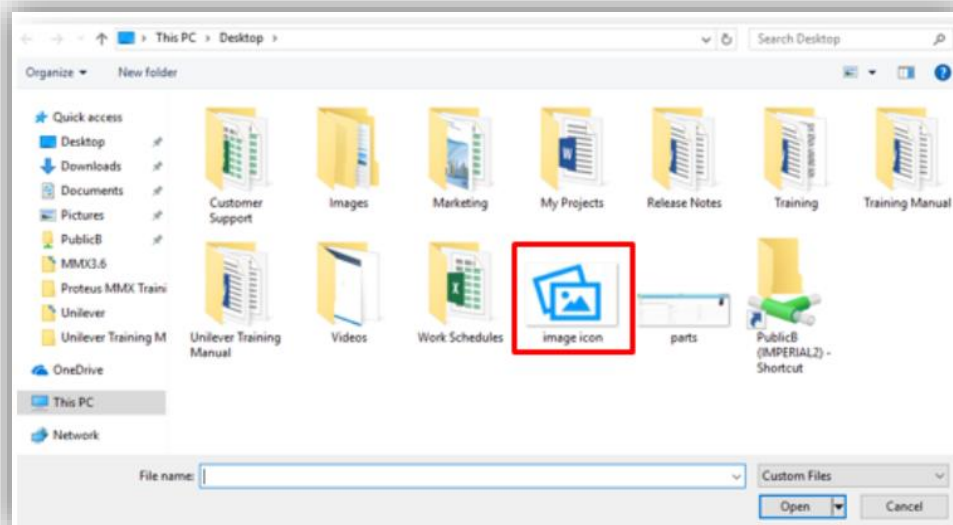 This PC > Desktop >
Search Desktop
Organize
New folder
Quick access
Desktop
Downloads
Documents
Pictures
PublicB
MMX3.6
Proteus MMX Traini
Unilever
Unilever Training M
OneDrive
This PC
Network
Customer
Support
Images
Marketing
My Projects
Release Notes
Training
Training Manual
Unilever Training
Manual
Videos
Work Schedules
image icon
parts
PublicB
(IMPERIAL2) -
Shortcut
File name:
Custom Files
Open
Cancel